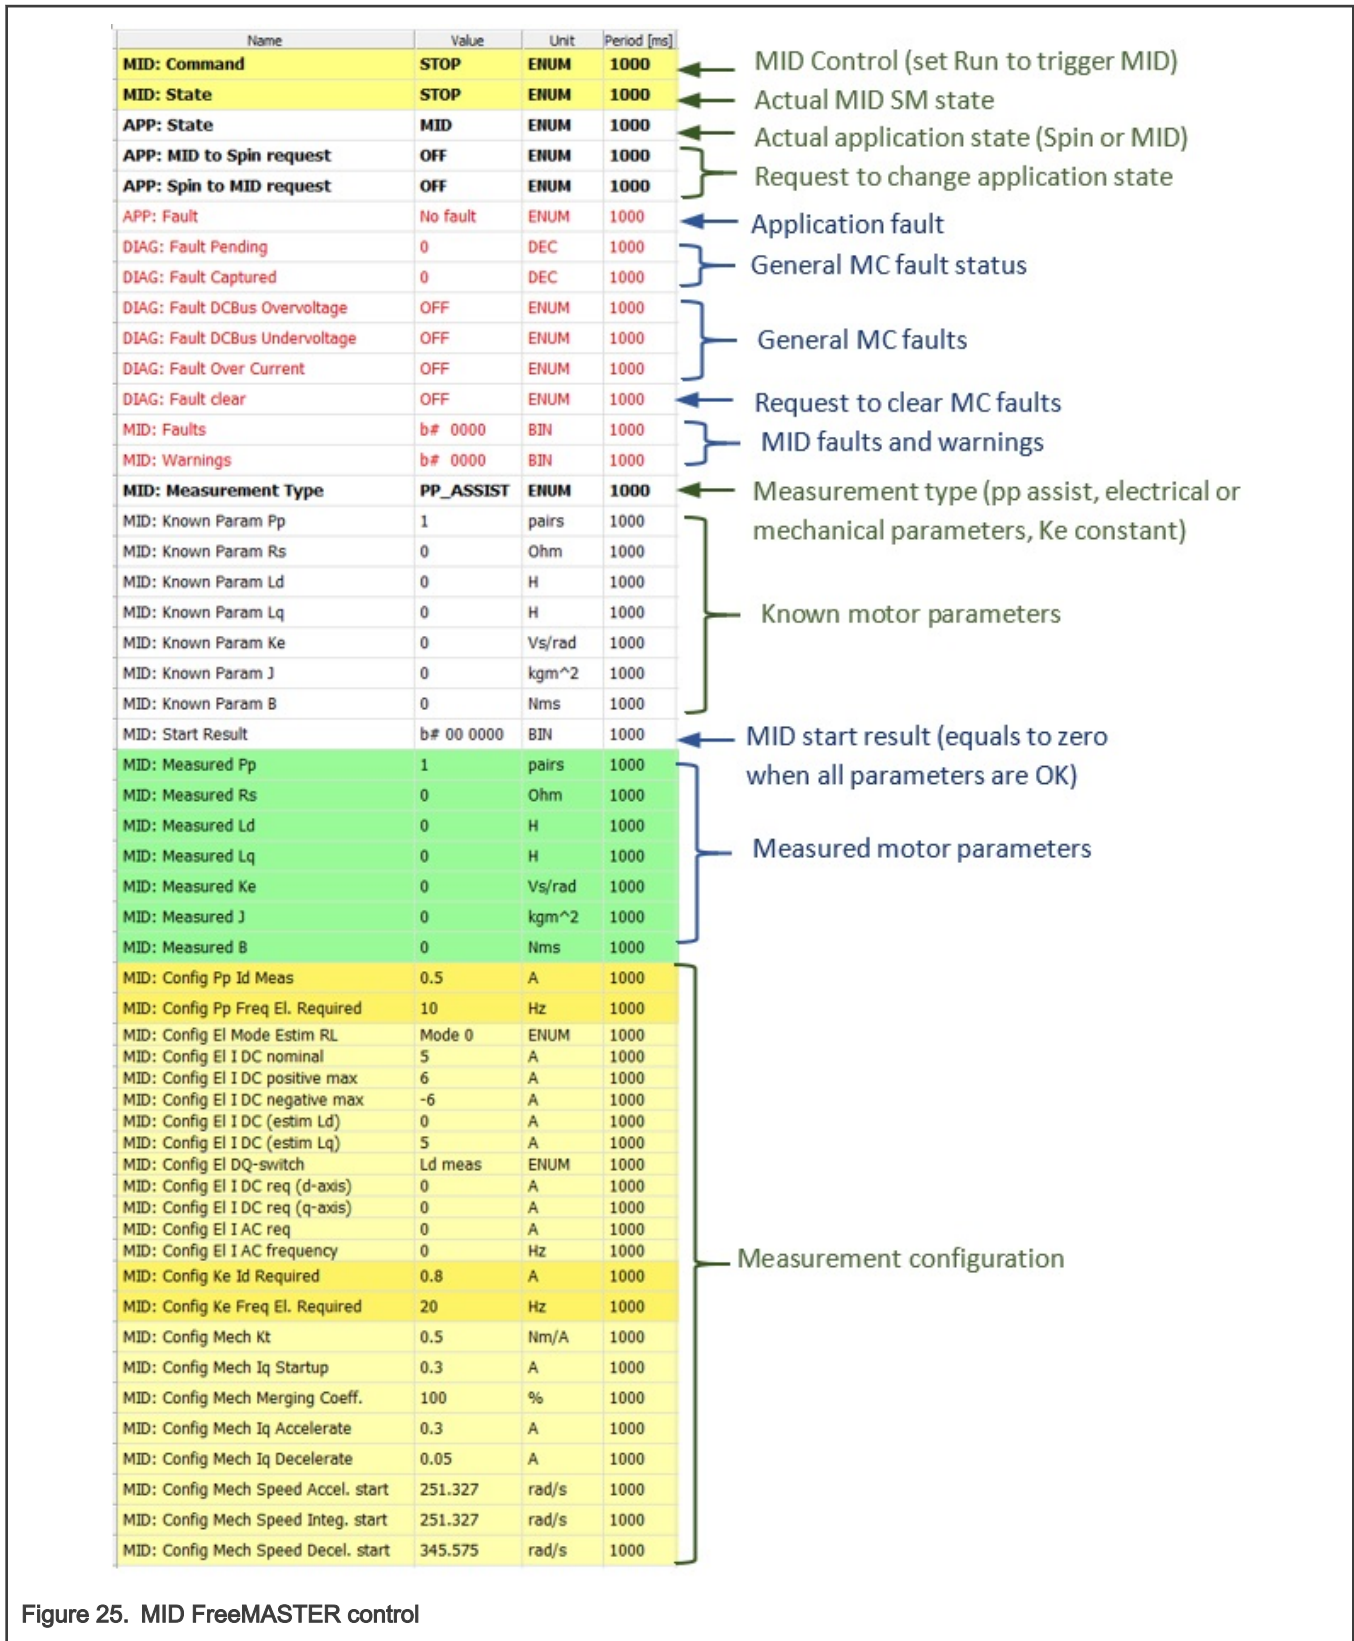 Name Value Unit Period [ms]
MID: Command STOP ENUM 1000
MID: State STOP ENUM 1000
APP: State MID ENUM 1000
APP: MID to Spin request OFF ENUM 1000
APP: Spin to MID request OFF ENUM 1000
APP: Fault No fault ENUM 1000
DIAG: Fault Pending 0 DEC 1000
DIAG: Fault Captured 0 DEC 1000
DIAG: Fault DCBus Overvoltage OFF ENUM 1000
DIAG: Fault DCBus Undervoltage OFF ENUM 1000
DIAG: Fault Over Current OFF ENUM 1000
DIAG: Fault clear OFF ENUM 1000
MID: Faults b# 0000 BIN 1000
MID: Warnings b# 0000 BIN 1000
MID: Measurement Type PP_ASSIST ENUM 1000
MID: Known Param Pp 1 pairs 1000
MID: Known Param Rs 0 Ohm 1000
MID: Known Param Ld 0 H 1000
MID: Known Param Lq 0 H 1000
MID: Known Param Ke 0 Vs/rad 1000
MID: Known Param J 0 kgm^2 1000
MID: Known Param B 0 Nms 1000
MID: Start Result b# 00 0000 BIN 1000
MID: Measured Pp 1 pairs 1000
MID: Measured Rs 0 Ohm 1000
MID: Measured Ld 0 H 1000
MID: Measured Lq 0 H 1000
MID: Measured Ke 0 Vs/rad 1000
MID: Measured J 0 kgm^2 1000
MID: Measured B 0 Nms 1000
MID: Config Pp Id Meas 0.5 A 1000
MID: Config Pp Freq El. Required 10 Hz 1000
MID: Config El Mode Estim RL Mode 0 ENUM 1000
MID: Config El I DC nominal 5 A 1000
MID: Config El I DC positive max 6 A 1000
MID: Config El I DC negative max -6 A 1000
MID: Config El I DC (estim Ld) 0 A 1000
MID: Config El I DC (estim Lq) 5 A 1000
MID: Config El DQ-switch Ld meas ENUM 1000
MID: Config El I DC req (d-axis) 0 A 1000
MID: Config El I DC req (q-axis) 0 A 1000
MID: Config El I AC req 0 A 1000
MID: Config El I AC frequency 0 Hz 1000
MID: Config Ke Id Required 0.8 A 1000
MID: Config Ke Freq El. Required 20 Hz 1000
MID: Config Mech Kt 0.5 Nm/A 1000
MID: Config Mech Iq Startup 0.3 A 1000
MID: Config Mech Merging Coeff. 100 % 1000
MID: Config Mech Iq Accelerate 0.3 A 1000
MID: Config Mech Iq Decelerate 0.05 A 1000
MID: Config Mech Speed Accel. start 251.327 rad/s 1000
MID: Config Mech Speed Integ. start 251.327 rad/s 1000
MID: Config Mech Speed Decel. start 345.575 rad/s 1000
MID Control (set Run to trigger MID)
Actual MID SM state
Actual application state (Spin or MID)
Request to change application state
Application fault
General MC fault status
General MC faults
Request to clear MC faults
MID faults and warnings
Measurement type (pp assist, electrical or
mechanical parameters, Ke constant)
Known motor parameters
MID start result (equals to zero
when all parameters are OK)
Measured motor parameters
Measurement configuration
Figure 25. MID FreeMASTER control